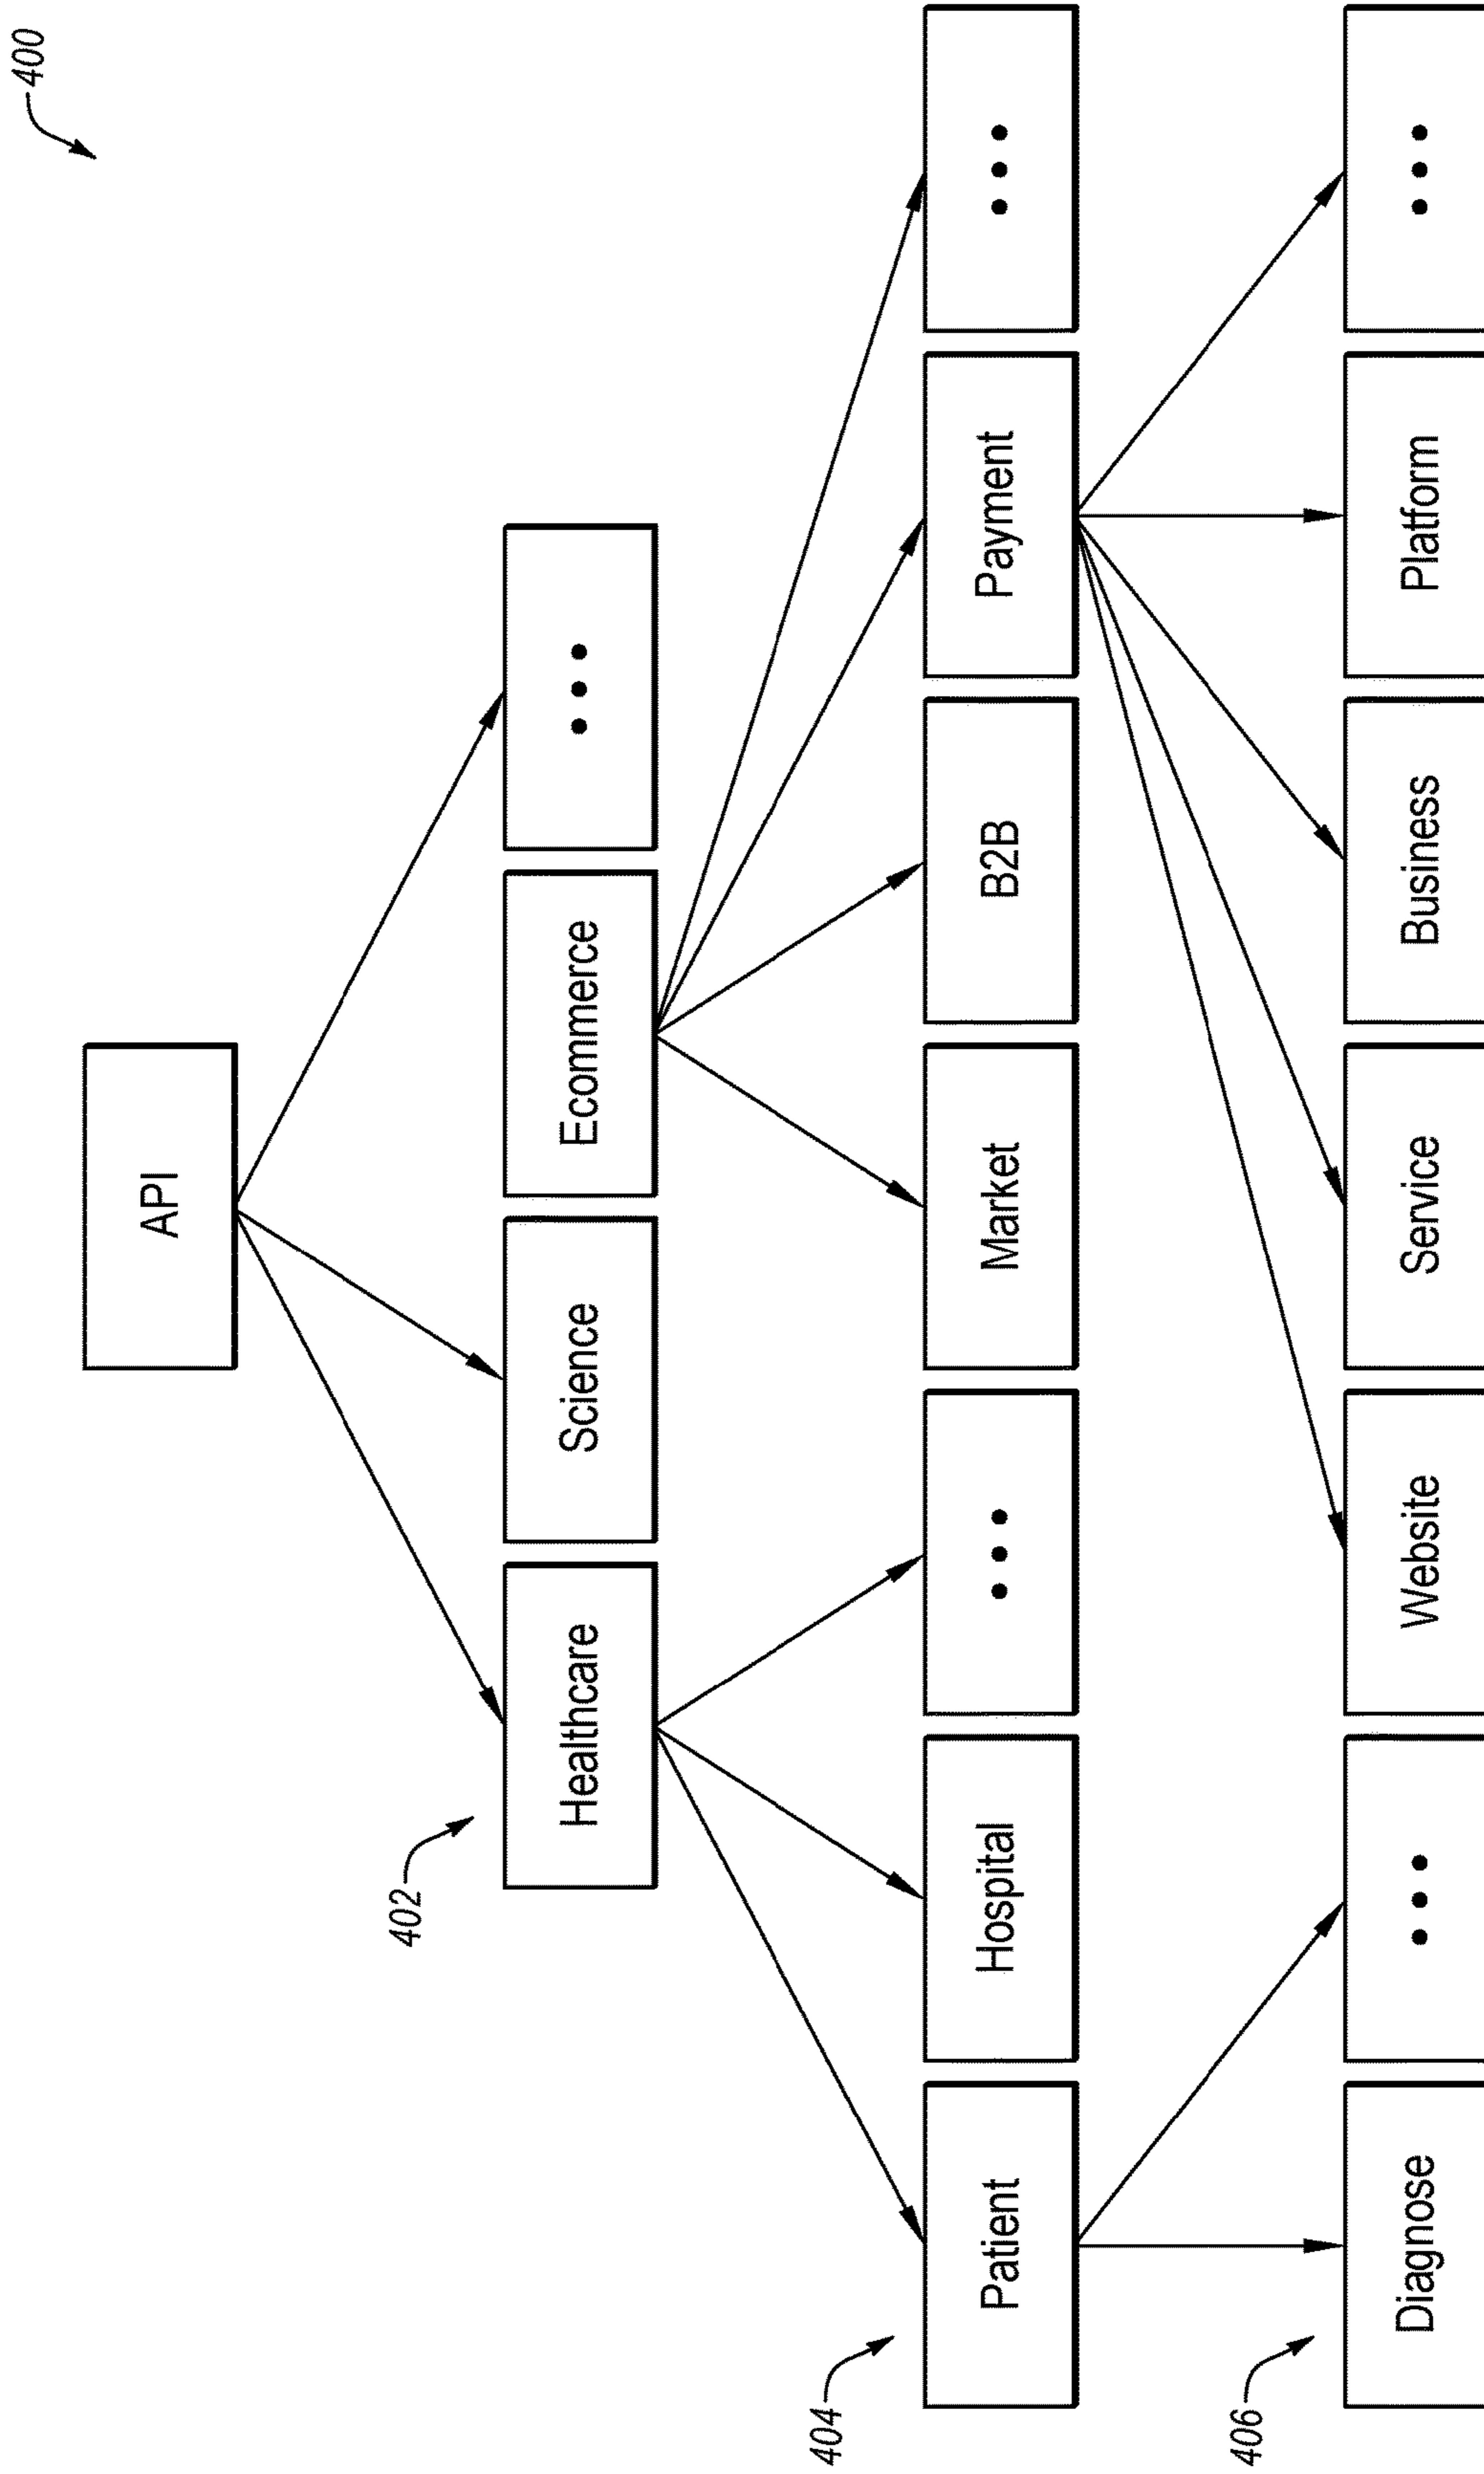 400
API
402
Healthcare
Science
Ecommerce
...
404
Patient
Hospital
...
Market
B2B
Payment
...
406
Diagnose
...
Website
Service
Business
Platform
...